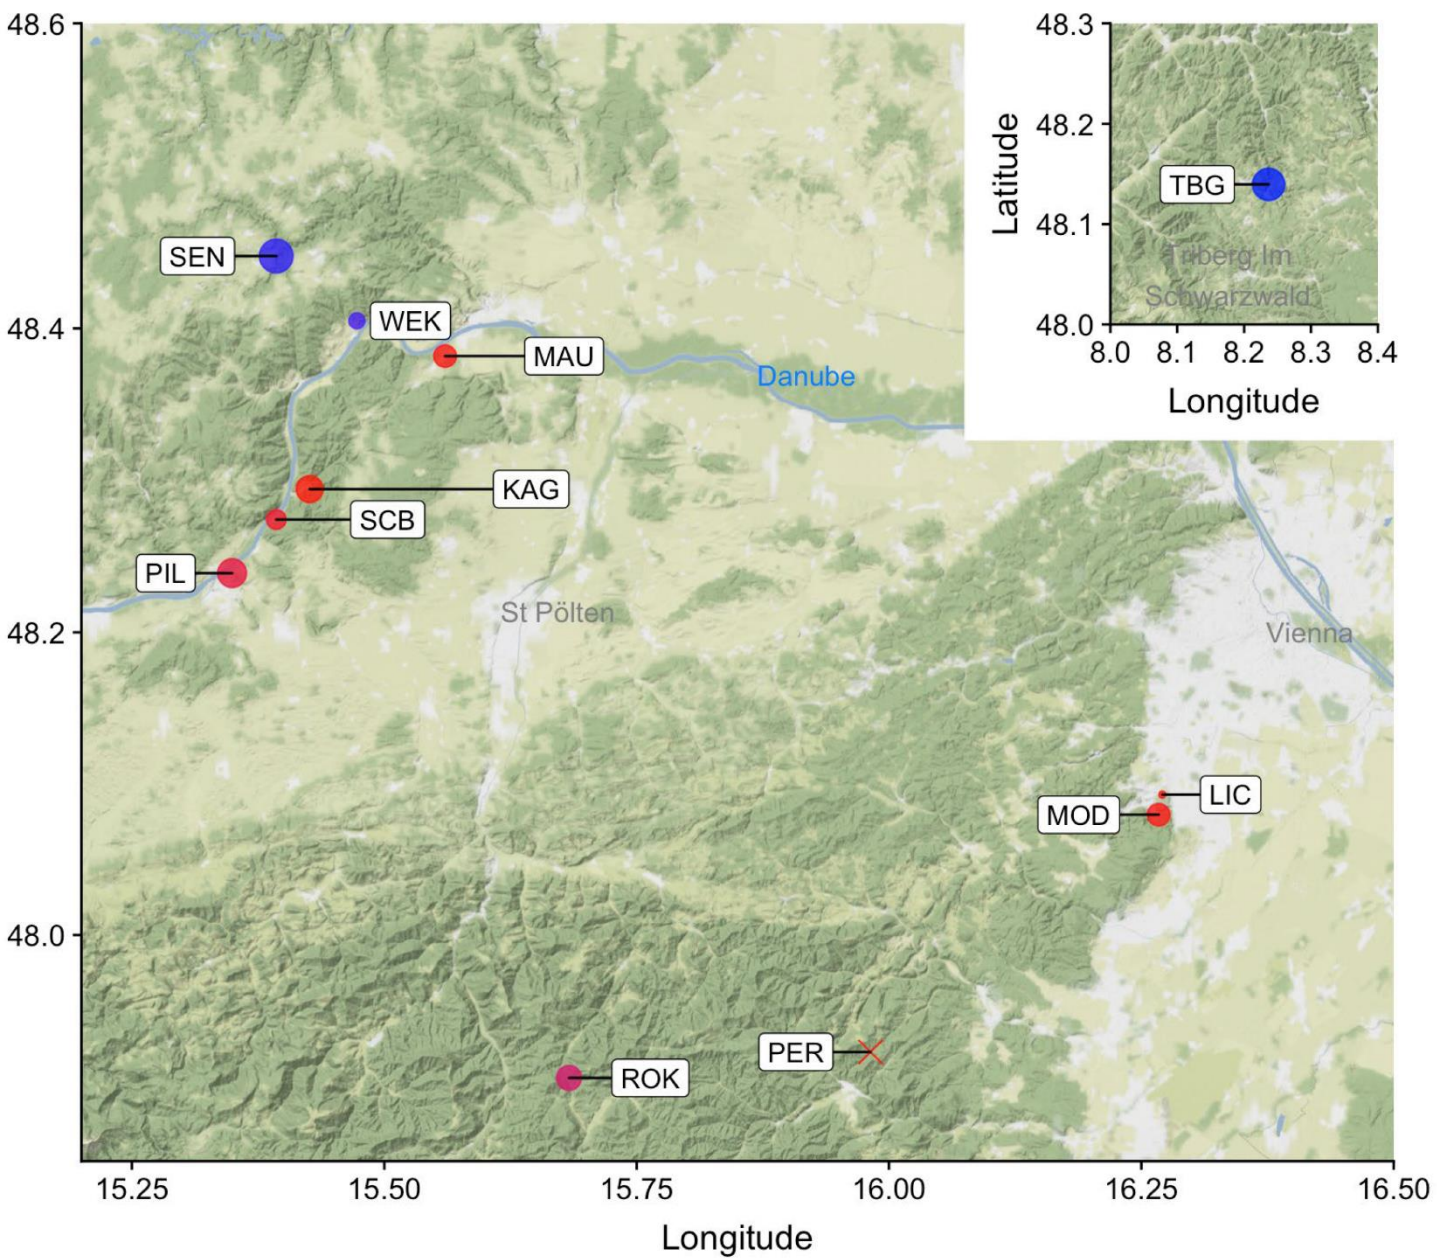 48.6
48.4
48.2
48.0
SEN
WEK
MAU
Danube
KAG
SCB
PIL
St Pölten
Vienna
LIC
MOD
PER
ROK
15.25 15.50 15.75 16.00 16.25 16.50
Longitude
48.3
48.2
48.1
48.0
Latitude
TBG
Triberg Im
Schwarzwald
8.0 8.1 8.2 8.3 8.4
Longitude